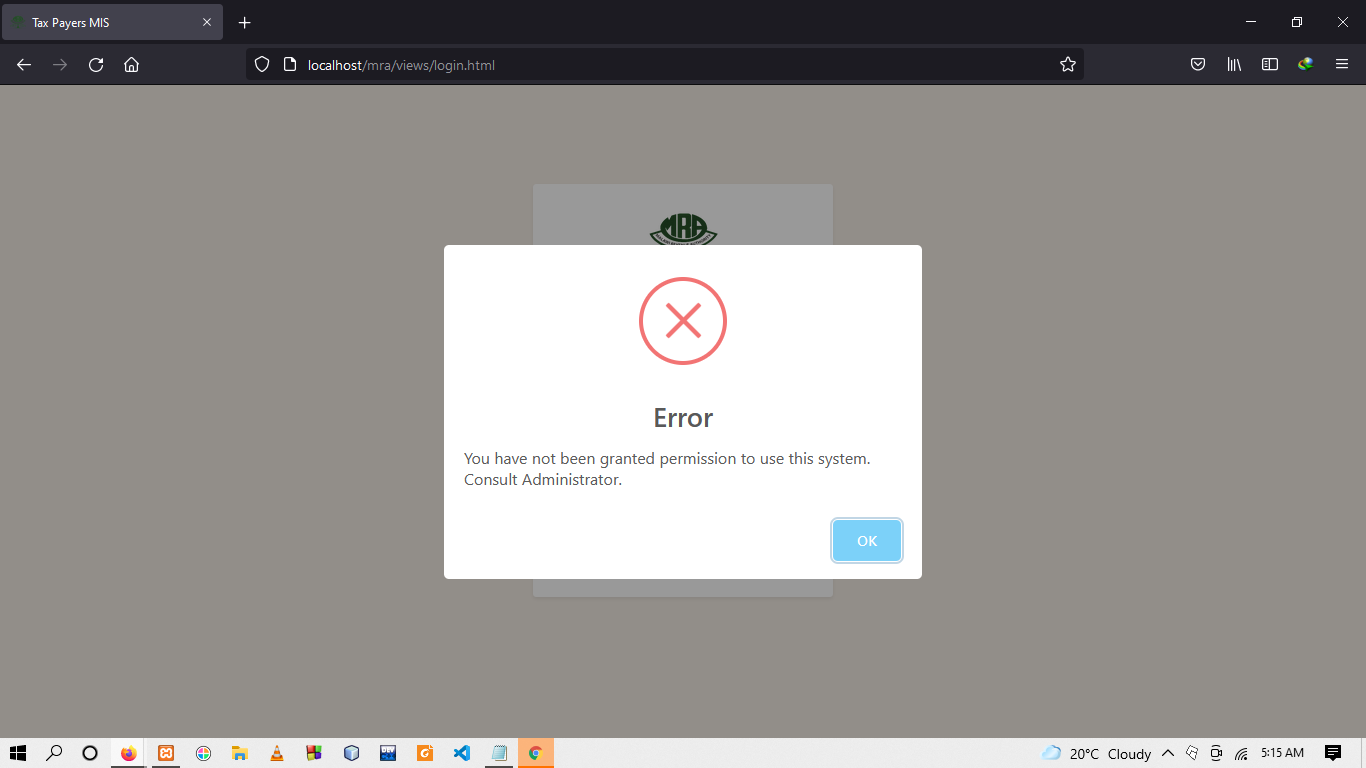 Tax Payers MIS
localhost/mra/views/login.html
MRA
Error
You have not been granted permission to use this system.
Consult Administrator.
OK
20°C Cloudy
5:15 AM